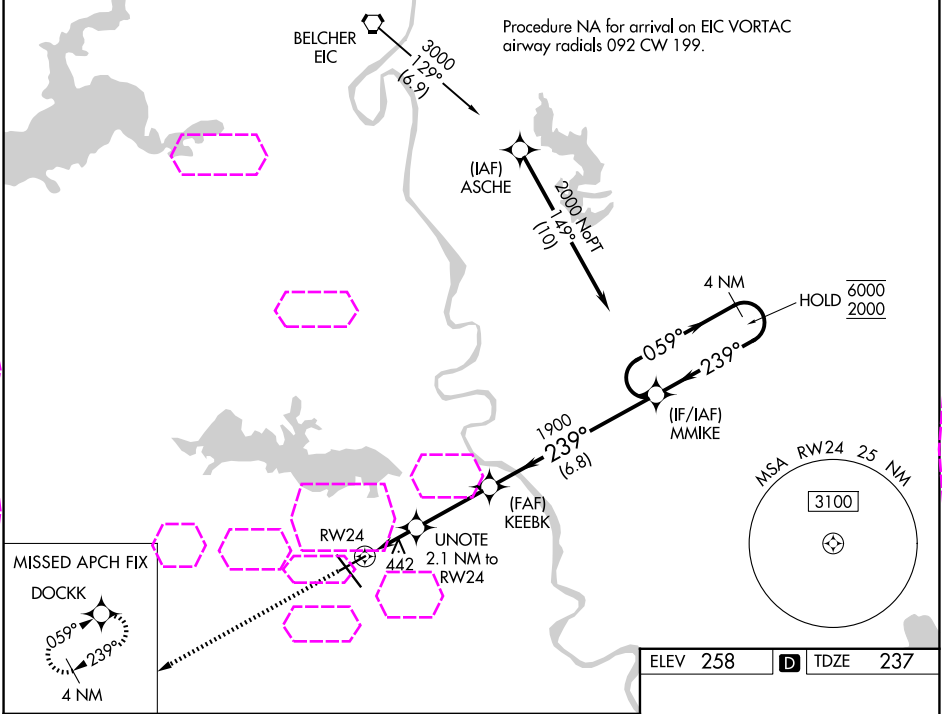 Procedure NA for arrival on EIC VORTAC
airway radials 092 CW 199.
BELCHER
EIC
3000
129°
(6.9)
(IAF)
ASCHE
2000 NoPT
149°
(10)
4 NM
HOLD 6000
2000
059°
239°
(IF/IAF)
MMIKE
1900
239°
(6.8)
(FAF)
KEEBK
UNOTE
2.1 NM to
RW24
RW24
442
MSA RW24 25 NM
3100
MISSED APCH FIX
DOCKK
059°
239°
4 NM
ELEV 258 D TDZE 237